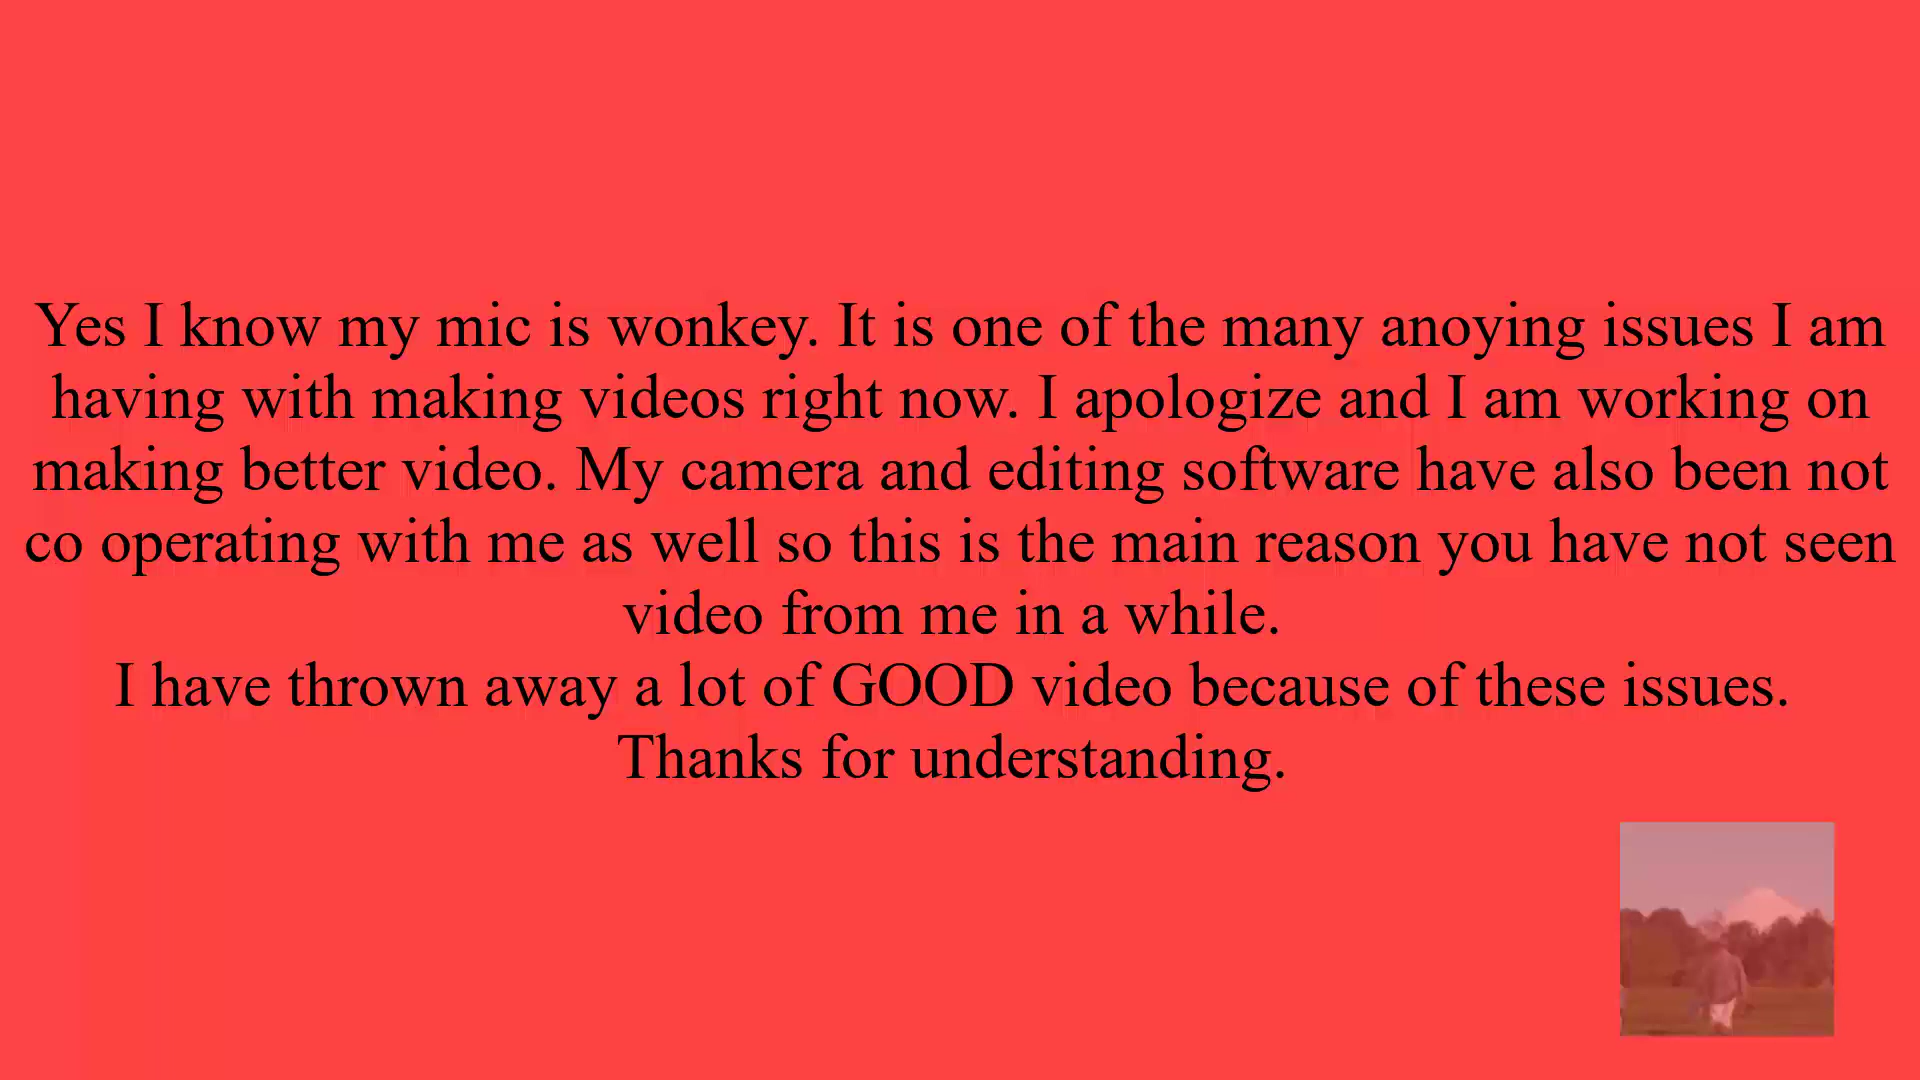 Yes I know my mic is wonkey. It is one of the many anoying issues I am
having with making videos right now. I apologize and I am working on
making better video. My camera and editing software have also been not
co operating with me as well so this is the main reason you have not seen
video from me in a while.
I have thrown away a lot of GOOD video because of these issues.
Thanks for understanding.